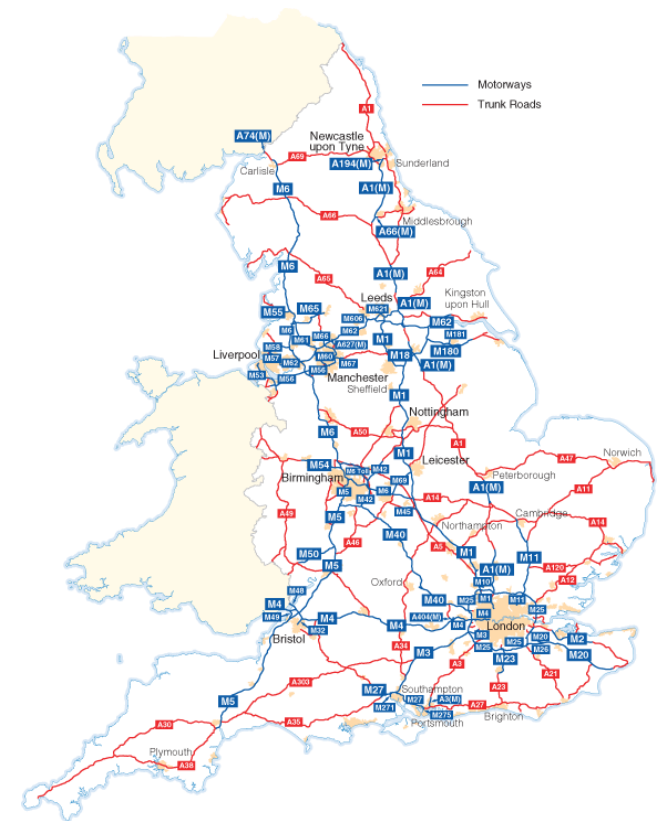 Motorways
Trunk Roads
A1
A74(M)
Newcastle
upon Tyne
A69
A194(M)
Sunderland
Carlisle
M6
A1(M)
A66
Middlesbrough
A66(M)
M6
A1(M)
A64
A65
Leeds
Kingston
upon Hull
A1(M)
M55
M65
M621
M606
M62
M6
M62
M181
M61
M66
A627(M)
M1
M58
Liverpool
M57
M60
M18
M180
M62
M67
A1(M)
M53
M56
M56
Manchester
Sheffield
M1
Nottingham
M6
A50
A1
M1
Leicester
A47
Norwich
M54
M6 Toll
M42
Birmingham
M69
Peterborough
M5
M6
A1(M)
A11
M42
A14
A49
M45
Cambridge
M5
Northampton
A14
M40
A46
A5
M1
M11
M50
M5
A1(M)
A120
Oxford
M10
A12
M48
M40
M25
M1
M11
M4
M25
M49
M4
A404(M)
M4
London
M32
M4
M4
Bristol
M3
M20
M2
M25
M25
M26
A34
M3
A3
M23
M20
A303
A21
M27
Southampton
A23
M5
M27
A3(M)
M271
A27
A30
A35
M275
Brighton
Portsmouth
Plymouth
A38